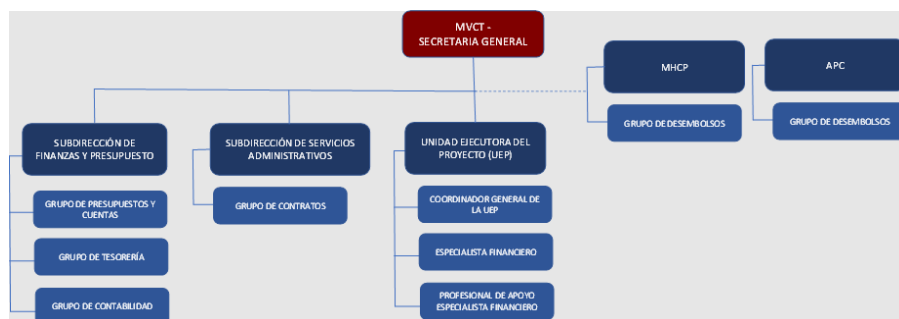 MVCT -
SECRETARIA GENERAL
MHCP
APC
GRUPO DE DESEMBOLSOS
GRUPO DE DESEMBOLSOS
SUBDIRECCIÓN DE
FINANZAS Y PRESUPUESTO
SUBDIRECCIÓN DE SERVICIOS
ADMINISTRATIVOS
UNIDAD EJECUTORA DEL
PROYECTO (UEP)
GRUPO DE PRESUPUESTOS Y
CUENTAS
GRUPO DE CONTRATOS
COORDINADOR GENERAL DE
LA UEP
GRUPO DE TESORERÍA
ESPECIALISTA FINANCIERO
GRUPO DE CONTABILIDAD
PROFESIONAL DE APOYO
ESPECIALISTA FINANCIERO